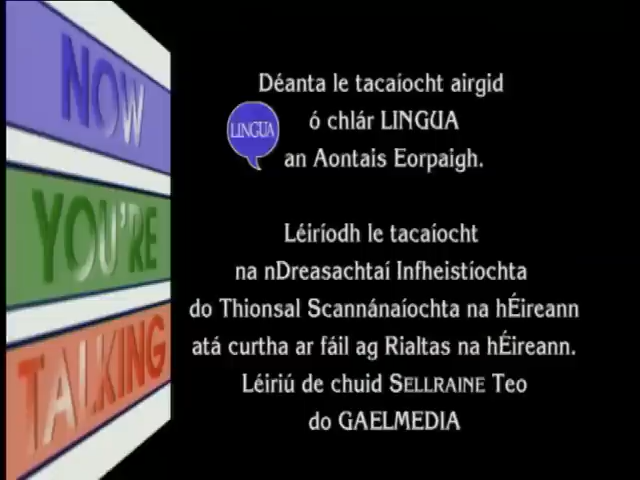 NOW
YOU'RE
TALKING
Déanta le tacaíocht airgid
LINGUA
ó chlár LINGUA
an Aontais Eorpaigh.
Léiríodh le tacaíocht
na nDreasachtaí Infheistíochta
do Thionsal Scannánaíochta na hÉireann
atá curtha ar fáil ag Rialtas na hÉireann.
Léiriú de chuid SELLRAINE Teo
do GAELMEDIA